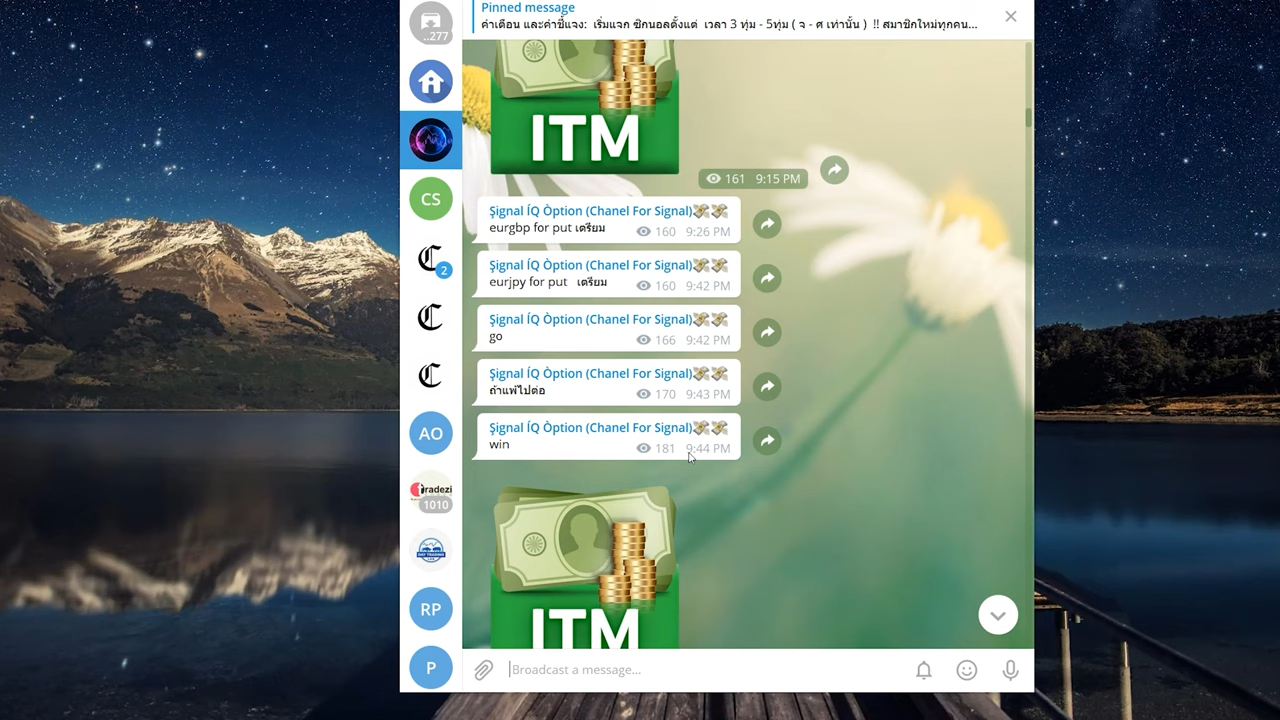 Pinned message
ค่าเตือน และค่าชี้แจง: เริ่มแจก ซิกนอลตั้งแต่ เวลา 3 ทุ่ม - 5ทุ่ม ( จ - ศ เท่านั้น ) !! สมาชิกใหม่ทุกคน...
..277
ITM
161 9:15 PM
Şignal ÍQ Òption (Chanel For Signal)💸💸
eurgbp for put เตรียม
160 9:26 PM
CS
Şignal ÍQ Òption (Chanel For Signal)💸💸
eurjpy for put เตรียม
160 9:42 PM
C
2
Şignal ÍQ Òption (Chanel For Signal)💸💸
go
166 9:42 PM
C
Şignal ÍQ Òption (Chanel For Signal)💸💸
ถ้าแพ้ไปต่อ
170 9:43 PM
C
Şignal ÍQ Òption (Chanel For Signal)💸💸
win
181 9:44 PM
AO
tradezi
1010
DAY TRADING
RP
ITM
P
Broadcast a message...